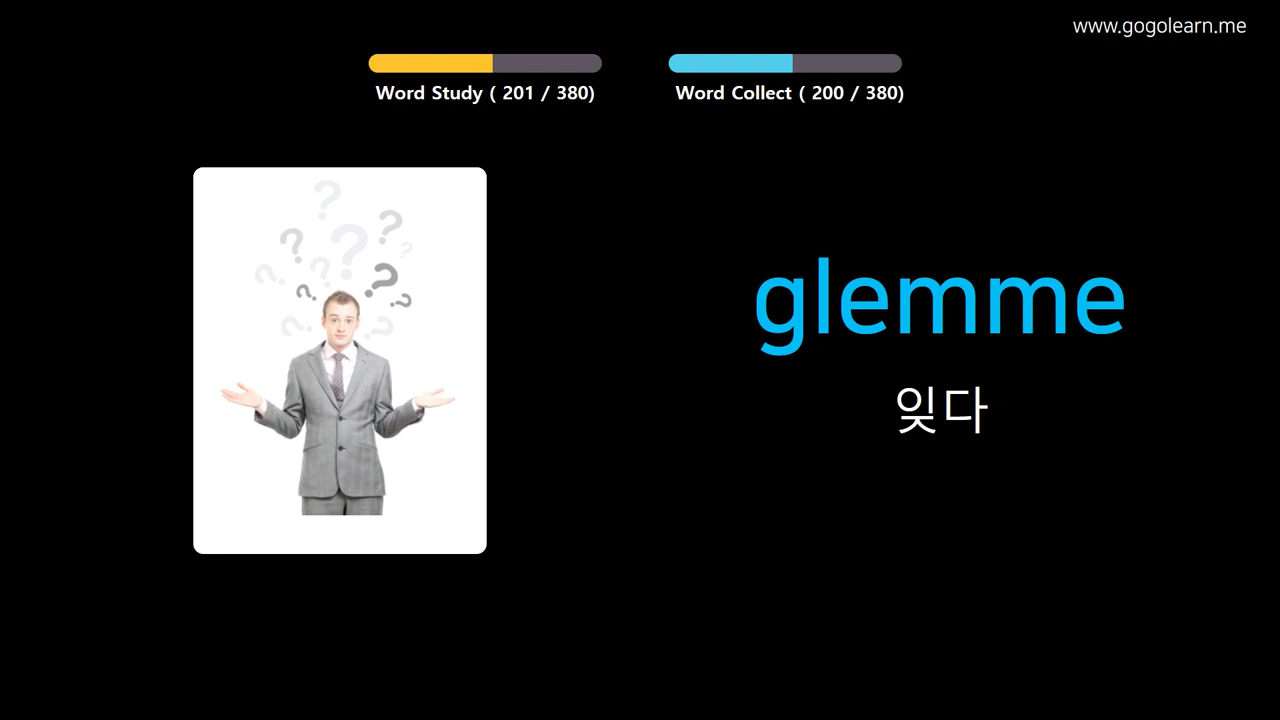 www.gogolearn.me
Word Study ( 201 / 380)
Word Collect ( 200 / 380)
? ? ? ? ? ? ? ? ? ? ? ?
glemme
잊다